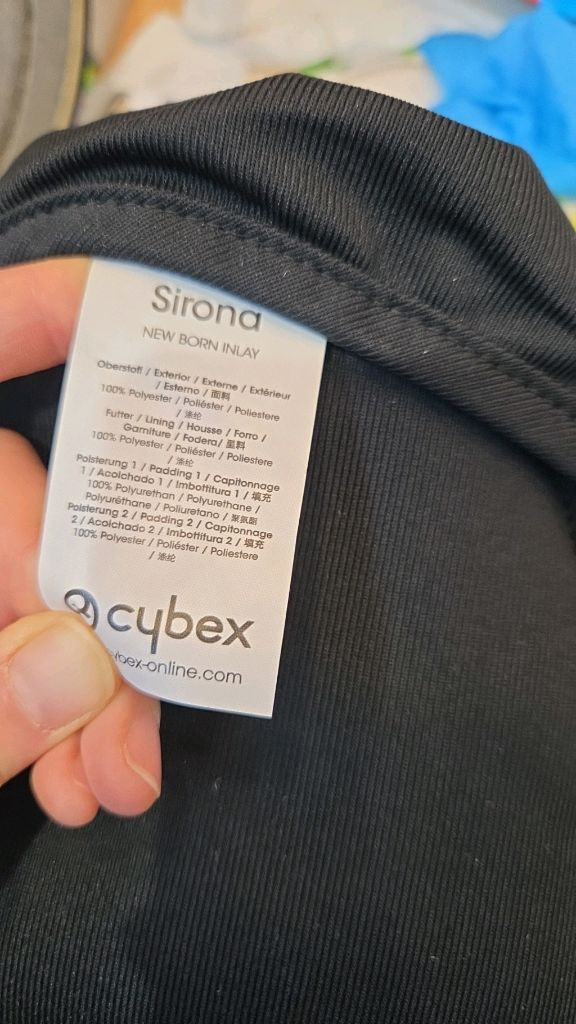 Sirona
NEW BORN INLAY
Oberstoff / Exterior / Externe / Extérieur
/ Esterno / 面料
100% Polyester / Poliéster / Poliestere
/ 涤纶
Futter / Lining / Housse / Forro /
Garniture / Fodera/ 里料
100% Polyester / Poliéster / Poliestere
/ 涤纶
Polsterung 1 / Padding 1 / Capitonnage
1 / Acolchado 1 / Imbottitura 1 / 填充
100% Polyurethan / Polyurethane /
Polyuréthane / Poliuretano / 聚氨酯
Polsterung 2 / Padding 2 / Capitonnage
2 / Acolchado 2 / Imbottitura 2 / 填充
100% Polyester / Poliéster / Poliestere
/ 涤纶
cybex
ybex-online.com